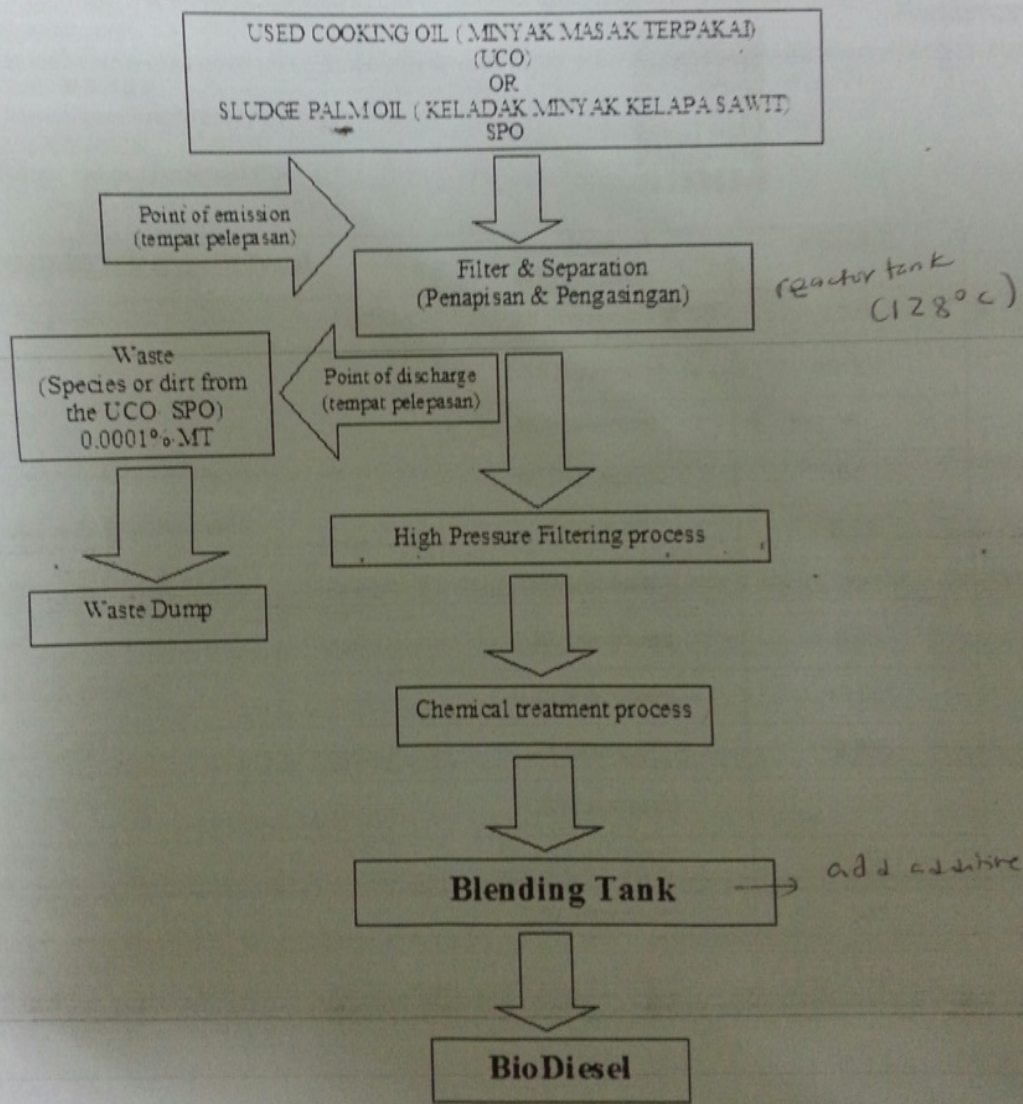 USED COOKING OIL ( MINYAK MASAK TERPAKAI)
(UCO)
OR
SLUDGE PALM OIL ( KELADAK MINYAK KELAPA SAWIT)
SPO
Point of emission
(tempat pelepasan)
Filter & Separation
(Penapisan & Pengasingan)
reactor tank
(128°c)
Waste
(Species or dirt from
the UCO SPO)
0.0001% MT
Point of discharge
(tempat pelepasan)
High Pressure Filtering process
Waste Dump
Chemical treatment process
Blending Tank
add additive
BioDiesel